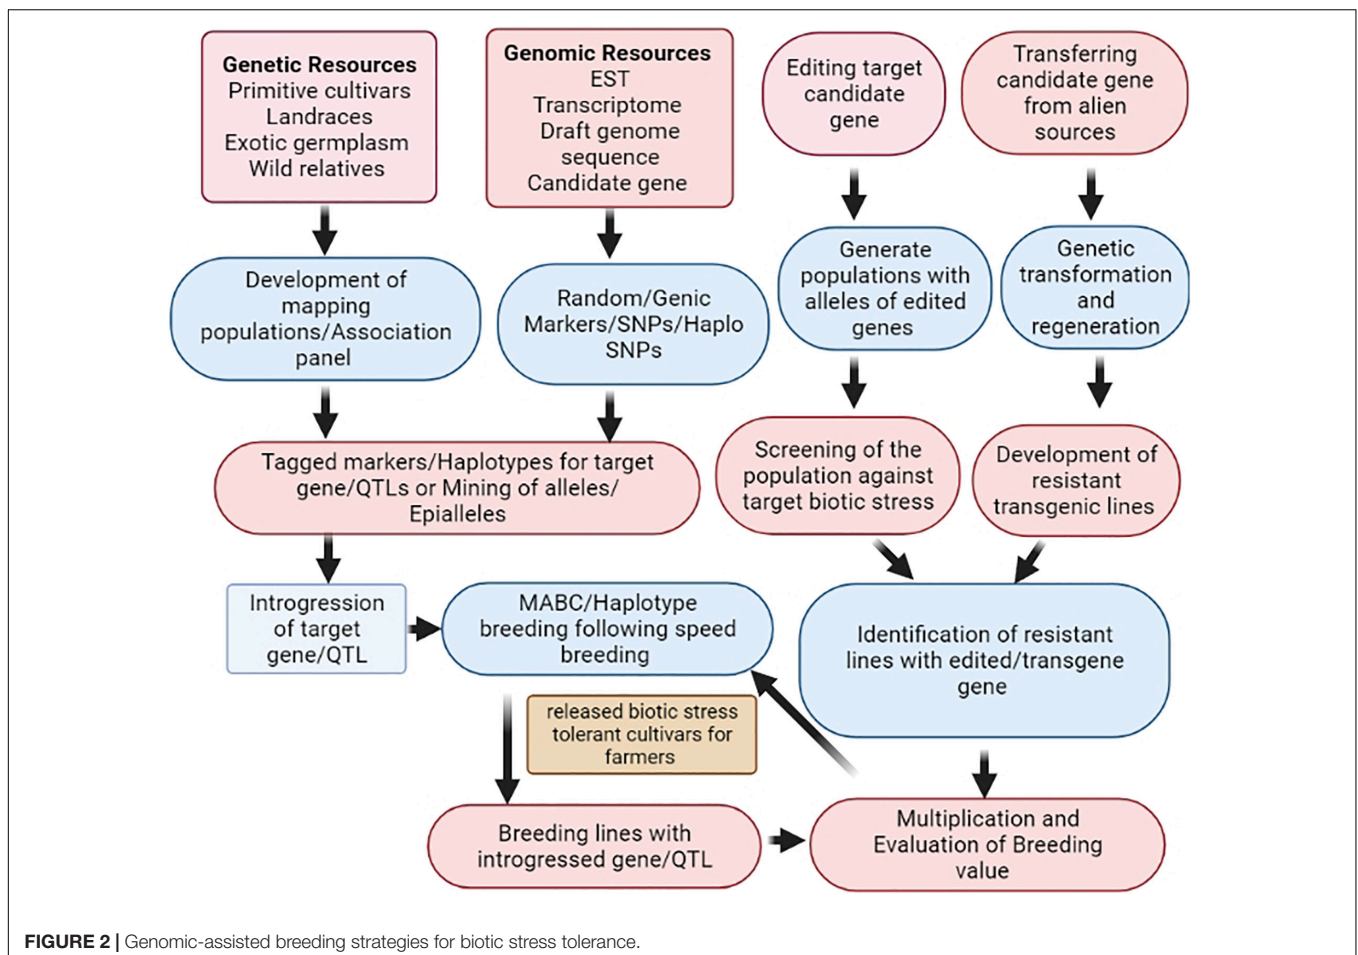 Genetic Resources
Primitive cultivars
Landraces
Exotic germplasm
Wild relatives
Genomic Resources
EST
Transcriptome
Draft genome
sequence
Candidate gene
Editing target
candidate
gene
Transferring
candidate gene
from alien
sources
Development of
mapping
populations/Association
panel
Random/Genic
Markers/SNPs/Haplo
SNPs
Generate
populations with
alleles of edited
genes
Genetic
transformation
and
regeneration
Tagged markers/Haplotypes for target
gene/QTLs or Mining of alleles/
Epialleles
Screening of the
population against
target biotic stress
Development of
resistant
transgenic lines
Introgression
of target
gene/QTL
MABC/Haplotype
breeding following speed
breeding
Identification of resistant
lines with edited/transgene
gene
released biotic stress
tolerant cultivars for
farmers
Breeding lines with
introgressed gene/QTL
Multiplication and
Evaluation of Breeding
value
FIGURE 2 | Genomic-assisted breeding strategies for biotic stress tolerance.